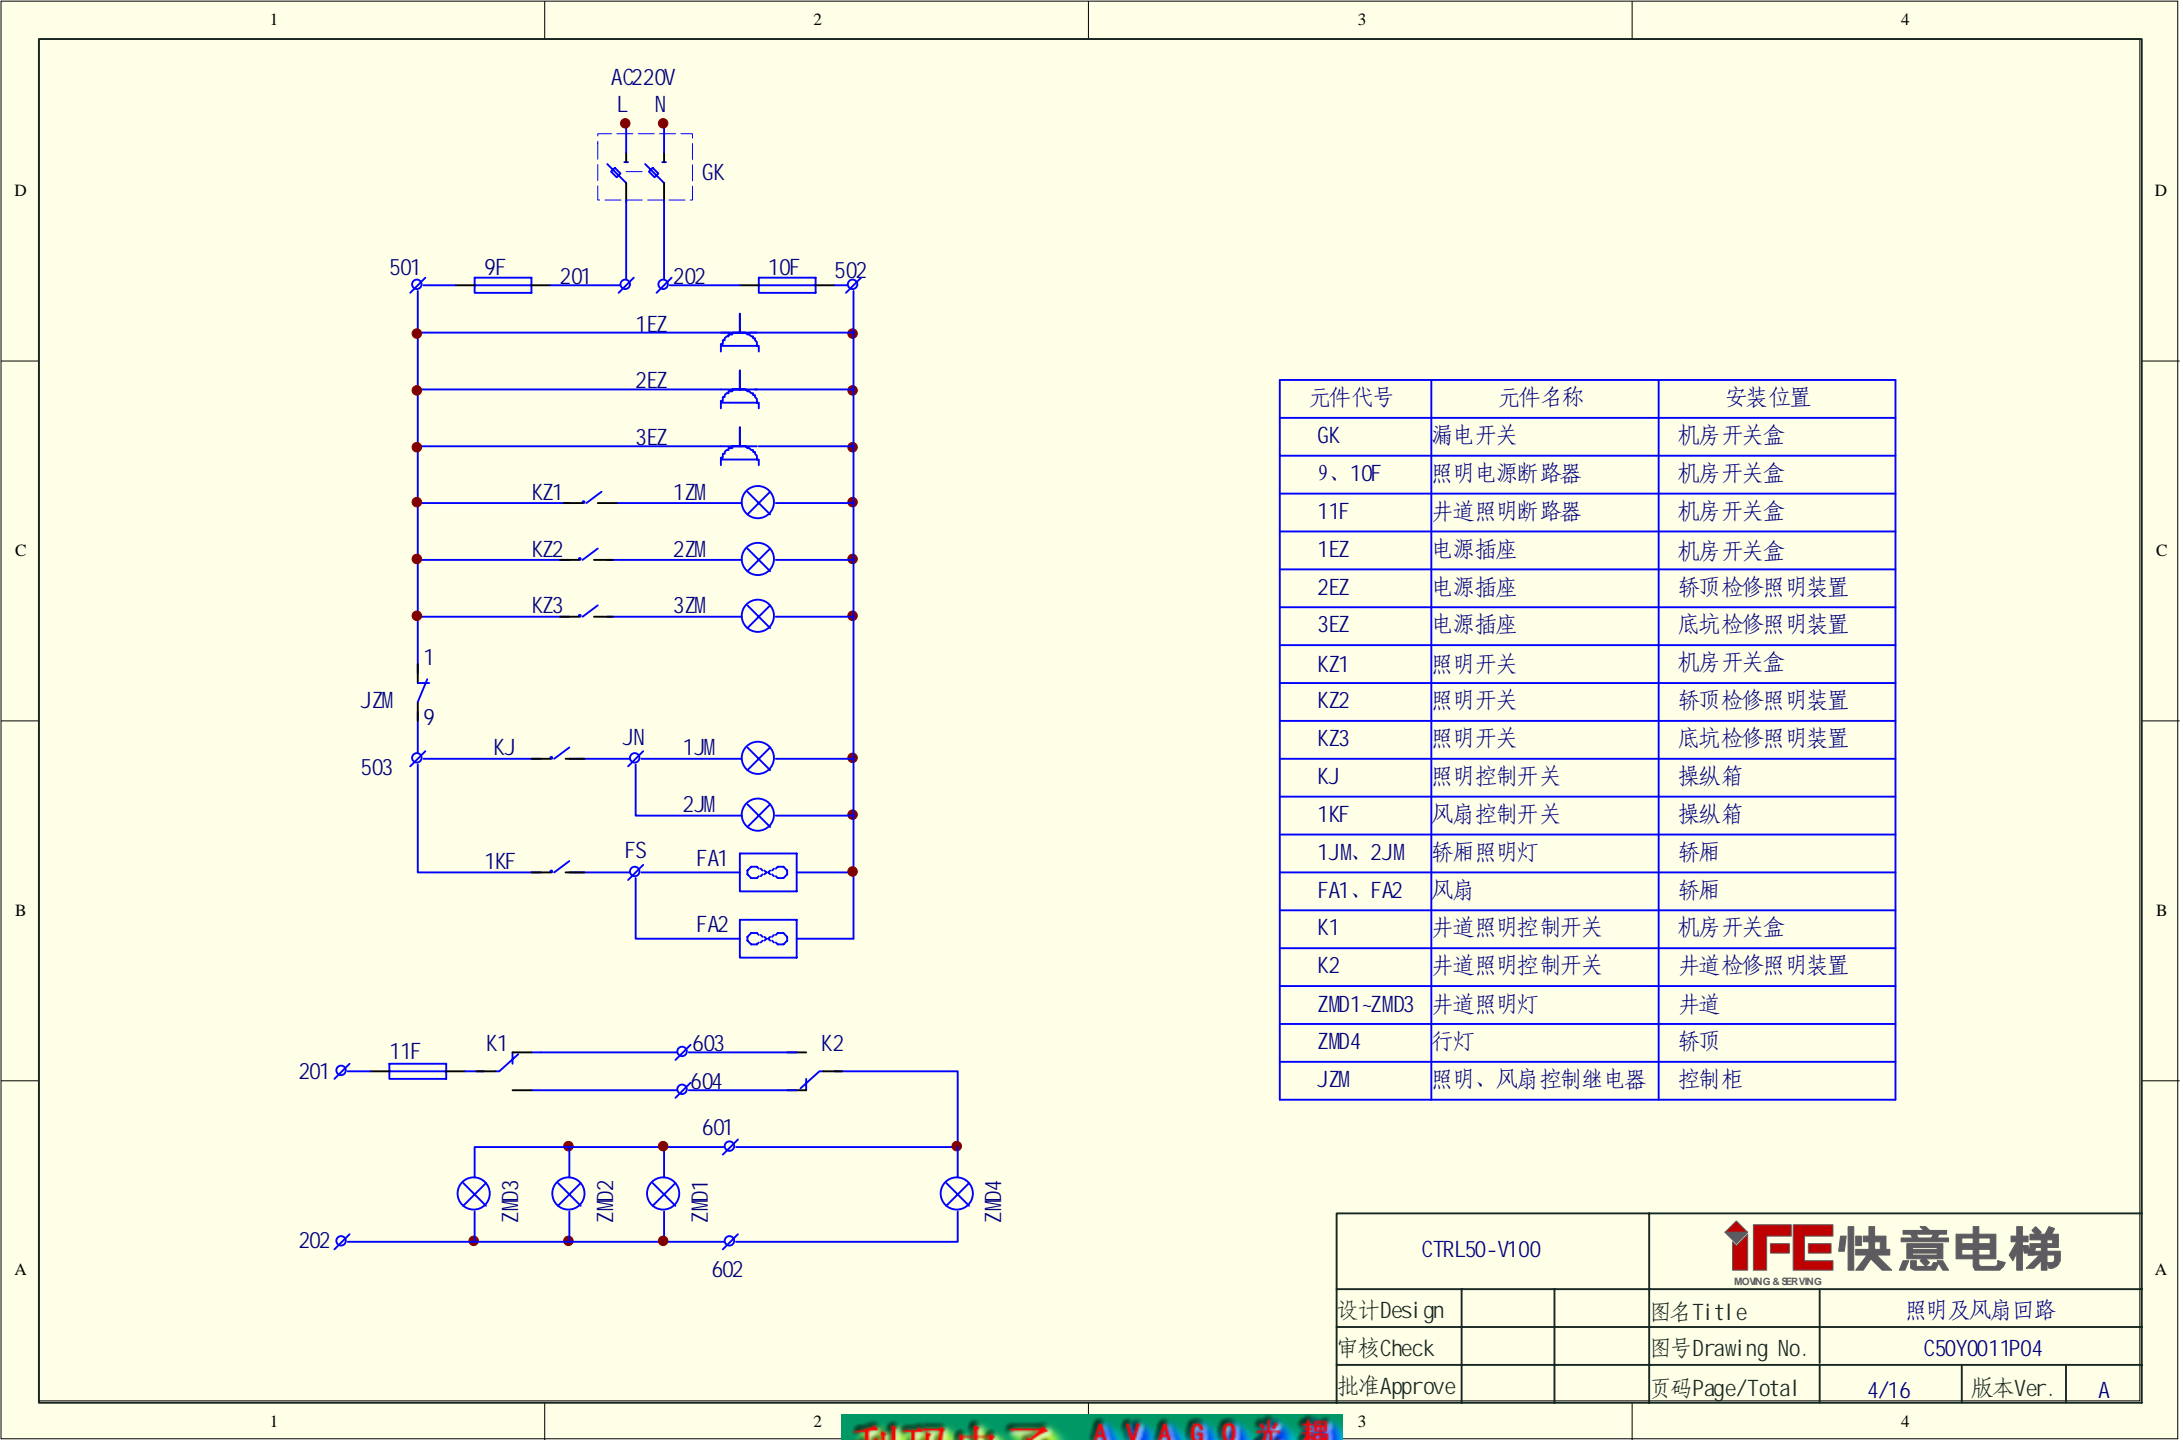 1 2 3 4
AC220V
L N
GK
D D
501 9F 201 202 10F 502
1EZ
2EZ
3EZ
KZ1 1ZM
C C
KZ2 2ZM
KZ3 3ZM
1
JZM
9
KJ JN 1JM
503
2JM
1KF FS FA1
FA2
B B
元件代号 元件名称 安装位置
GK 漏电开关 机房开关盒
9、10F 照明电源断路器 机房开关盒
11F 井道照明断路器 机房开关盒
1EZ 电源插座 机房开关盒
2EZ 电源插座 轿顶检修照明装置
3EZ 电源插座 底坑检修照明装置
KZ1 照明开关 机房开关盒
KZ2 照明开关 轿顶检修照明装置
KZ3 照明开关 底坑检修照明装置
KJ 照明控制开关 操纵箱
1KF 风扇控制开关 操纵箱
1JM、2JM 轿厢照明灯 轿厢
FA1、FA2 风扇 轿厢
K1 井道照明控制开关 机房开关盒
K2 井道照明控制开关 井道检修照明装置
ZMD1~ZMD3 井道照明灯 井道
ZMD4 行灯 轿顶
JZM 照明、风扇控制继电器 控制柜
201 11F K1 603 K2
604
601
ZMD3 ZMD2 ZMD1 ZMD4
202
602
A A
CTRL50-V100
IFE快意电梯
MOVING & SERVING
设计Design 图名Title 照明及风扇回路
审核Check 图号Drawing No. C50Y0011P04
批准Approve 页码Page/Total 4/16 版本Ver. A
1 2 3 4
AVAGO光耦